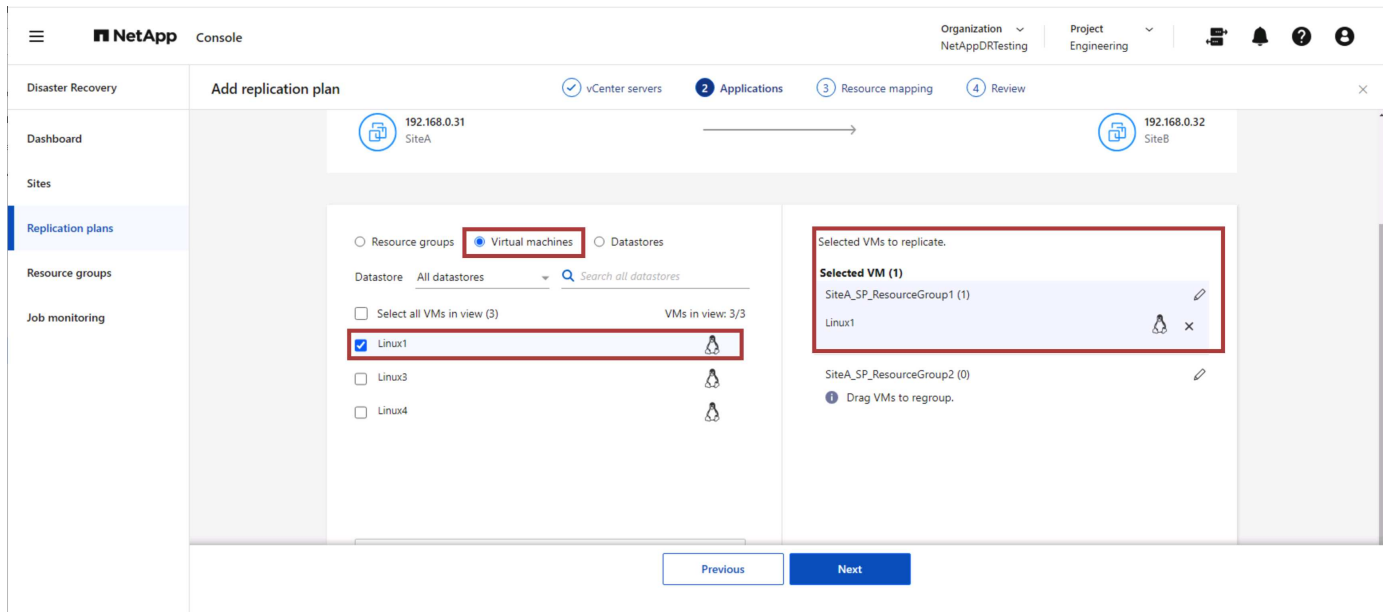 NetApp Console
Organization
NetAppDRTesting
Project
Engineering
Disaster Recovery
Add replication plan
vCenter servers
2 Applications
3 Resource mapping
4 Review
Dashboard
Sites
Replication plans
Resource groups
Job monitoring
192.168.0.31
SiteA
192.168.0.32
SiteB
Resource groups Virtual machines Datastores
Datastore All datastores Search all datastores
Select all VMs in view (3) VMs in view: 3/3
Linux1
Linux3
Linux4
Selected VMs to replicate.
Selected VM (1)
SiteA_SP_ResourceGroup1 (1)
Linux1
SiteA_SP_ResourceGroup2 (0)
Drag VMs to regroup.
Previous Next